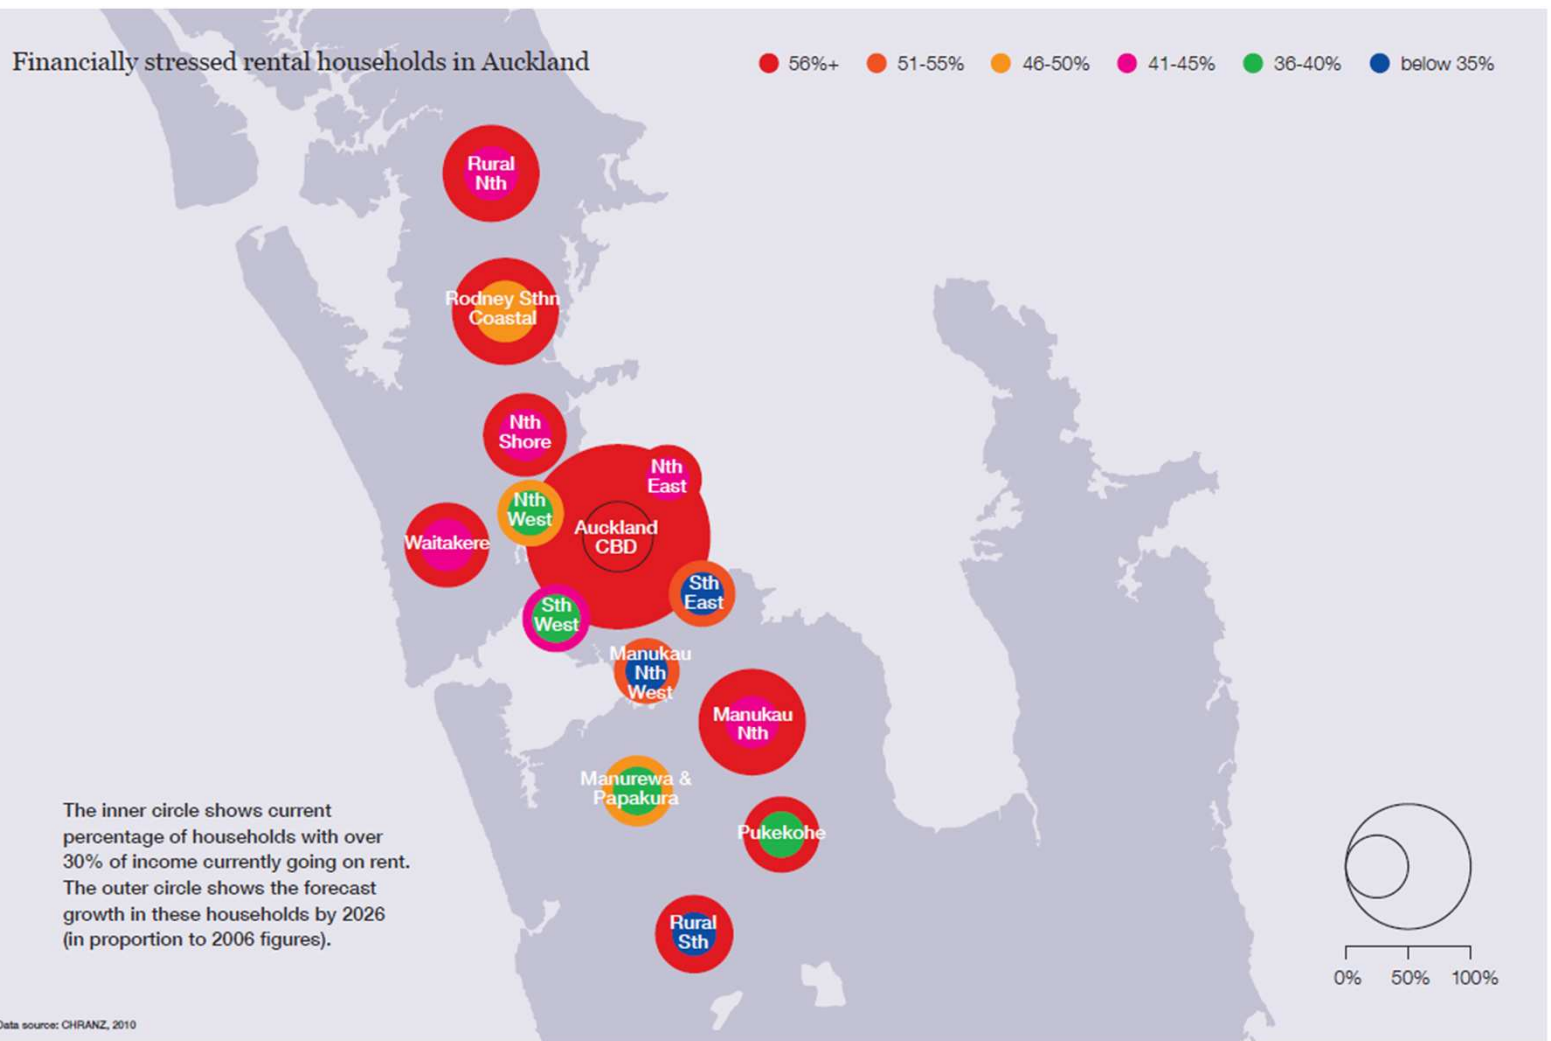 Financially stressed rental households in Auckland
56%+
51-55%
46-50%
41-45%
36-40%
below 35%
Rural
Nth
Rodney Sthn
Coastal
Nth
Shore
Nth
East
Nth
West
Auckland
CBD
Waitakere
Sth
East
Sth
West
Manukau
Nth
West
Manukau
Nth
Manurewa &
Papakura
Pukekohe
Rural
Sth
The inner circle shows current
percentage of households with over
30% of income currently going on rent.
The outer circle shows the forecast
growth in these households by 2026
(in proportion to 2006 figures).
0%
50%
100%
Data source: CHRANZ, 2010